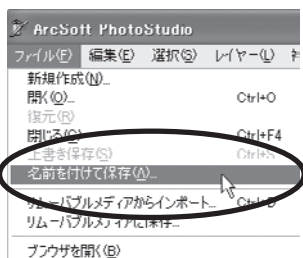 ArcSoft PhotoStudio
ファイル(F) 編集(E) 選択(S) レイヤー(L)
新規作成(N)...
開く(O)... Ctrl+O
復元(R)
閉じる(C) Ctrl+F4
上書き保存(S) Ctrl+S
名前を付けて保存(A)...
リムーバブルメディアからインポート... Ctrl+D
リムーバブルメディアに保存...
ブラウザを開く(B)